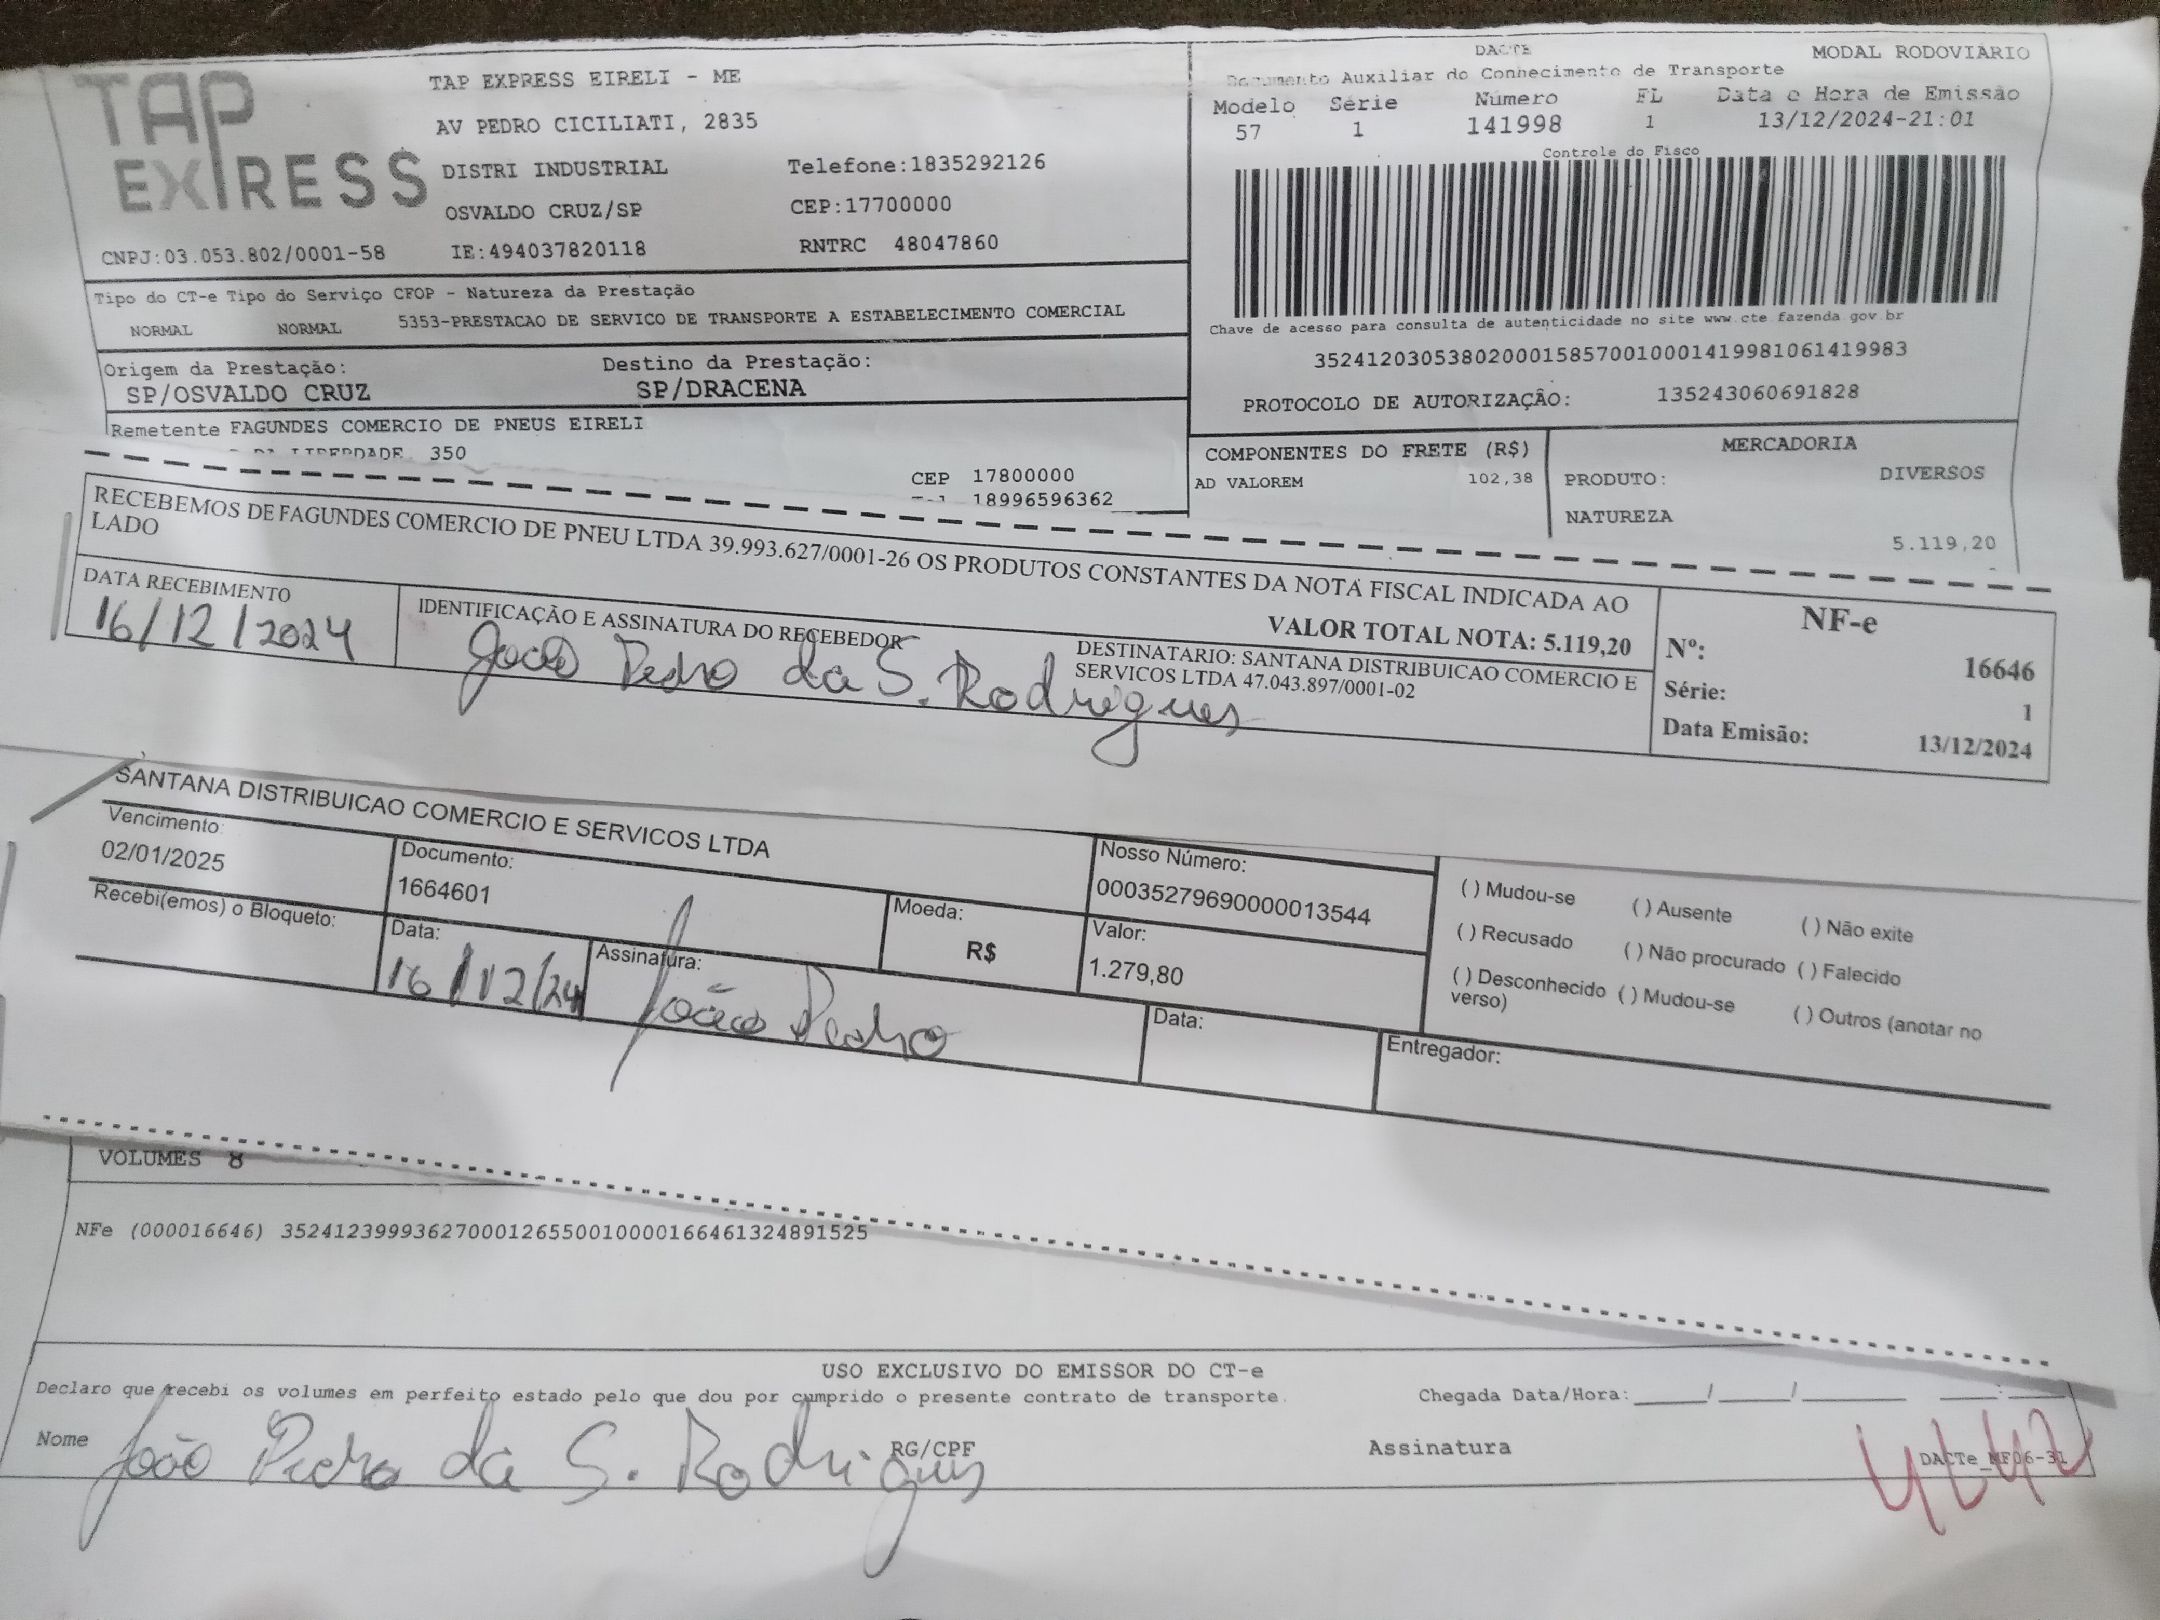 TAP EXPRESS
TAP EXPRESS EIRELI - ME
AV PEDRO CICILIATI, 2835
DISTRI INDUSTRIAL Telefone:1835292126
OSVALDO CRUZ/SP CEP:17700000
CNPJ:03.053.802/0001-58 IE:494037820118 RNTRC 48047860
Tipo do CT-e Tipo do Serviço CFOP - Natureza da Prestação
NORMAL NORMAL 5353-PRESTACAO DE SERVICO DE TRANSPORTE A ESTABELECIMENTO COMERCIAL
Origem da Prestação: Destino da Prestação:
SP/OSVALDO CRUZ SP/DRACENA
Remetente FAGUNDES COMERCIO DE PNEUS EIRELI
LIBERDADE, 350
CEP 17800000
Tel 18996596362
DACTE MODAL RODOVIÁRIO
Documento Auxiliar do Conhecimento de Transporte
Modelo Série Número FL Data e Hora de Emissão
57 1 141998 1 13/12/2024-21:01
Controle do Fisco
Chave de acesso para consulta de autenticidade no site www.cte.fazenda.gov.br
35241203053802000158570010001419981061419983
PROTOCOLO DE AUTORIZAÇÃO: 135243060691828
COMPONENTES DO FRETE (R$) MERCADORIA
AD VALOREM 102,38 PRODUTO: DIVERSOS
NATUREZA
5.119,20
RECEBEMOS DE FAGUNDES COMERCIO DE PNEU LTDA 39.993.627/0001-26 OS PRODUTOS CONSTANTES DA NOTA FISCAL INDICADA AO
LADO
VALOR TOTAL NOTA: 5.119,20
DATA RECEBIMENTO IDENTIFICAÇÃO E ASSINATURA DO RECEBEDOR
16/12/2024 João Pedro da S. Rodrigues
DESTINATARIO: SANTANA DISTRIBUICAO COMERCIO E
SERVICOS LTDA 47.043.897/0001-02
NF-e
Nº: 16646
Série: 1
Data Emisão: 13/12/2024
SANTANA DISTRIBUICAO COMERCIO E SERVICOS LTDA
Vencimento: Documento: Nosso Número:
02/01/2025 1664601 00035279690000013544
Recebi(emos) o Bloqueto: Data: Assinatura: Moeda: Valor:
R$ 1.279,80
16/12/24 João Pedro
Data: Entregador:
( ) Mudou-se ( ) Ausente ( ) Não exite
( ) Recusado ( ) Não procurado ( ) Falecido
( ) Desconhecido ( ) Mudou-se ( ) Outros (anotar no
verso)
VOLUMES 8
NFe (000016646) 35241239993627000126550010000166461324891525
USO EXCLUSIVO DO EMISSOR DO CT-e
Declaro que recebi os volumes em perfeito estado pelo que dou por cumprido o presente contrato de transporte.
Chegada Data/Hora:____/____/______ __:__
Nome João Pedro da S. Rodrigues RG/CPF Assinatura
DACTe_MF06-31